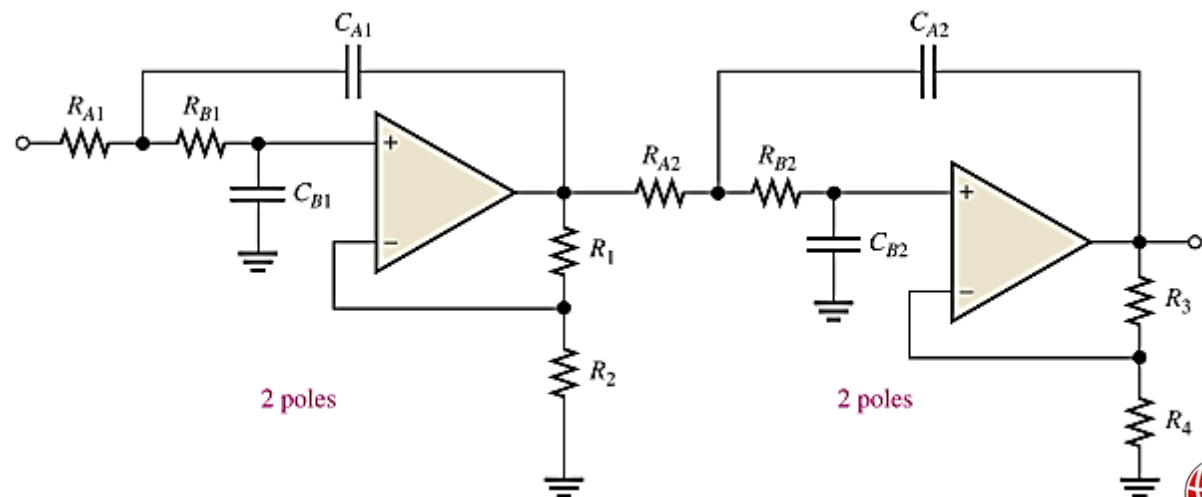 C_A1
C_A2
R_A1
R_B1
+
C_B1
−
R_1
R_2
2 poles
R_A2
R_B2
+
C_B2
−
R_3
R_4
2 poles